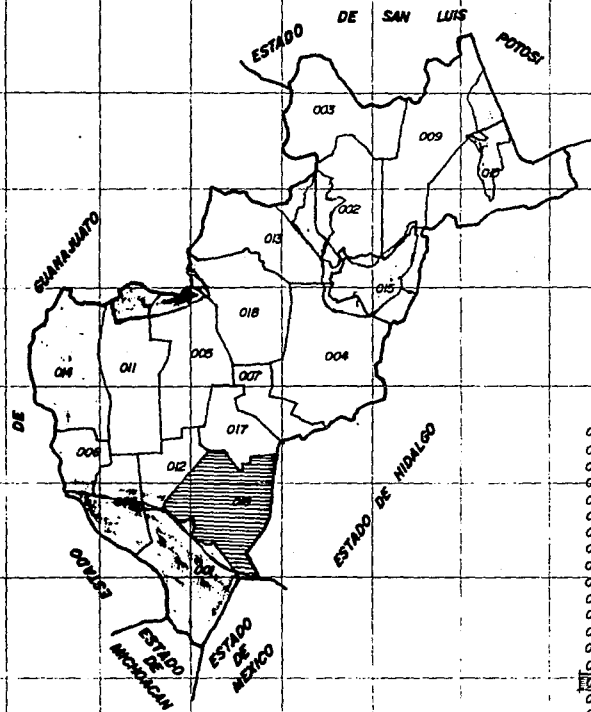 DE SAN LUIS
ESTADO
POTOSI
003
009
002
GUANAJUATO
013
015
018
004
005
007
014
011
DE
017
006
012
ESTADO DE HIDALGO
001
ESTADO
ESTADO
DE
MICHOACAN
ESTADO
DE
MEXICO